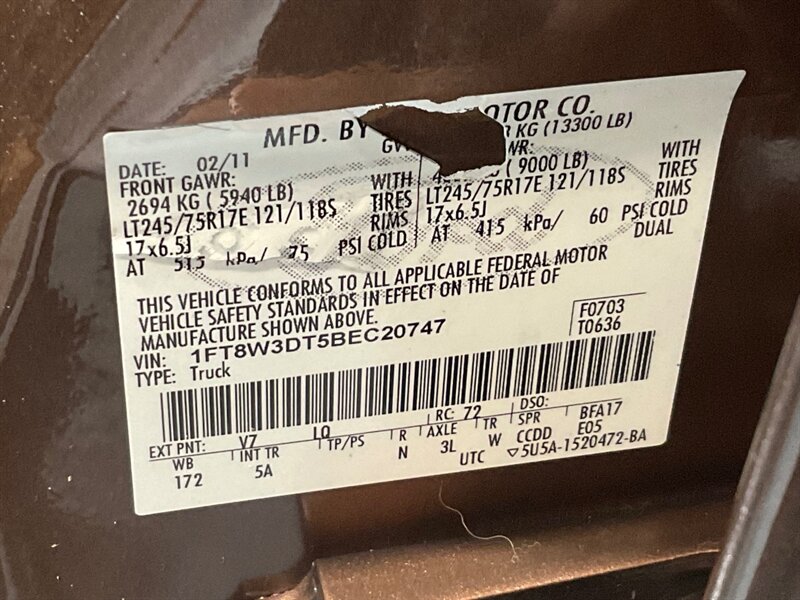 MFD. BY MOTOR CO.
DATE: 02/11 GV KG (13300 LB)
FRONT GAWR: WR:
2694 KG ( 5940 LB) WITH ( 9000 LB) WITH
LT245/75R17E 121/118S TIRES LT245/75R17E 121/118S TIRES
17x6.5J RIMS 17x6.5J RIMS
AT 515 kPa/ 75 PSI COLD AT 415 kPa/ 60 PSI COLD
DUAL
THIS VEHICLE CONFORMS TO ALL APPLICABLE FEDERAL MOTOR
VEHICLE SAFETY STANDARDS IN EFFECT ON THE DATE OF
MANUFACTURE SHOWN ABOVE.
F0703
T0636
VIN: 1FT8W3DT5BEC20747
TYPE: Truck
EXT PNT: V7 LQ RC: 72 DSO:
WB INT TR TP/PS R AXLE TR SPR BFA17
172 5A N 3L W CCDD E05
UTC ▽5U5A-1520472-BA